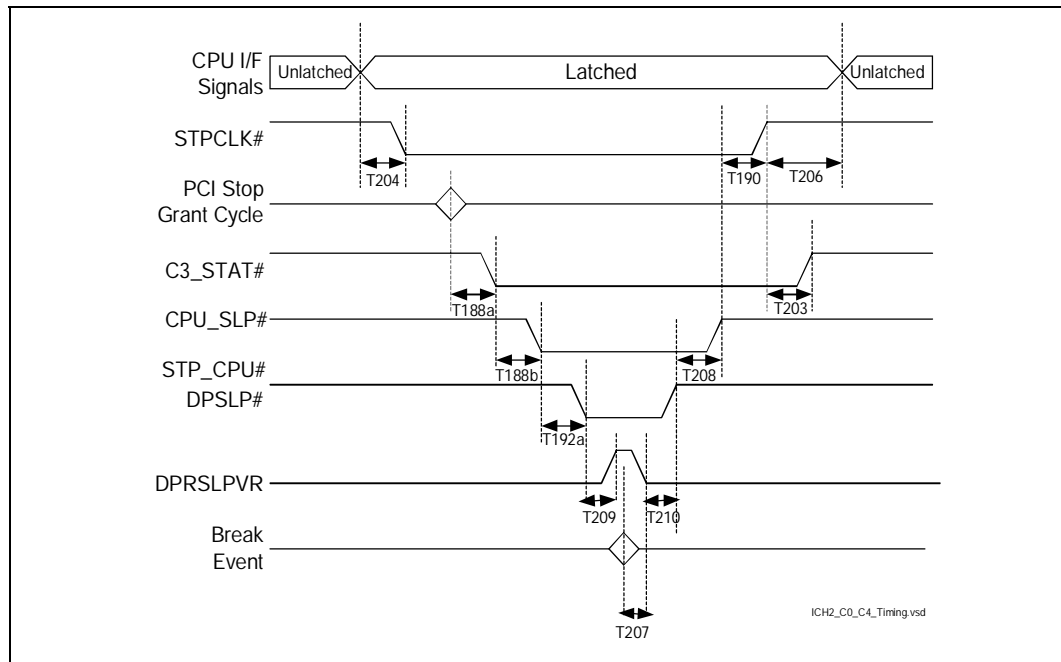 CPU I/F
Signals
Unlatched
Latched
Unlatched
STPCLK#
T204
T190
T206
PCI Stop
Grant Cycle
C3_STAT#
T188a
T203
CPU_SLP#
T188b
T208
STP_CPU#
DPSLP#
T192a
DPRSLPVR
T209
T210
Break
Event
T207
ICH2_C0_C4_Timing.vsd